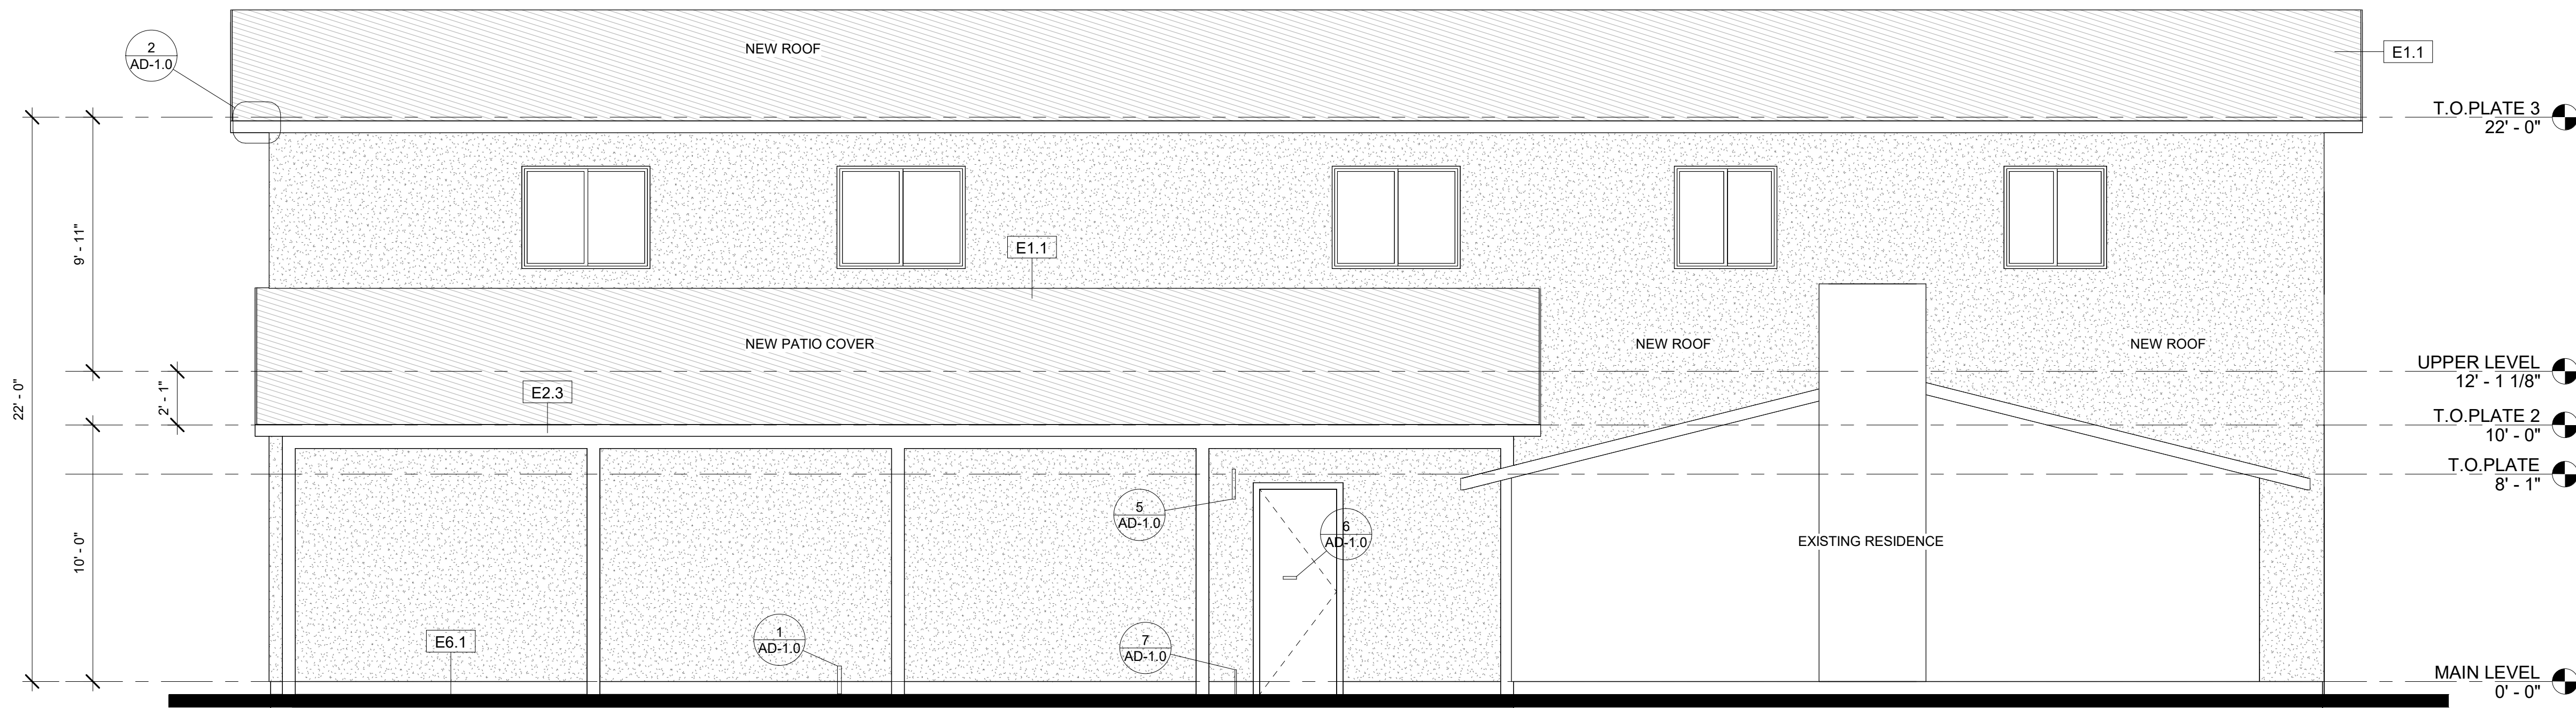 NEW ROOF
2
AD-1.0
E1.1
T.O.PLATE 3
22' - 0"
9' - 11"
E1.1
NEW PATIO COVER
NEW ROOF
NEW ROOF
UPPER LEVEL
12' - 1 1/8"
22' - 0"
2' - 1"
E2.3
T.O.PLATE 2
10' - 0"
T.O.PLATE
8' - 1"
5
AD-1.0
6
AD-1.0
EXISTING RESIDENCE
10' - 0"
E6.1
1
AD-1.0
7
AD-1.0
MAIN LEVEL
0' - 0"